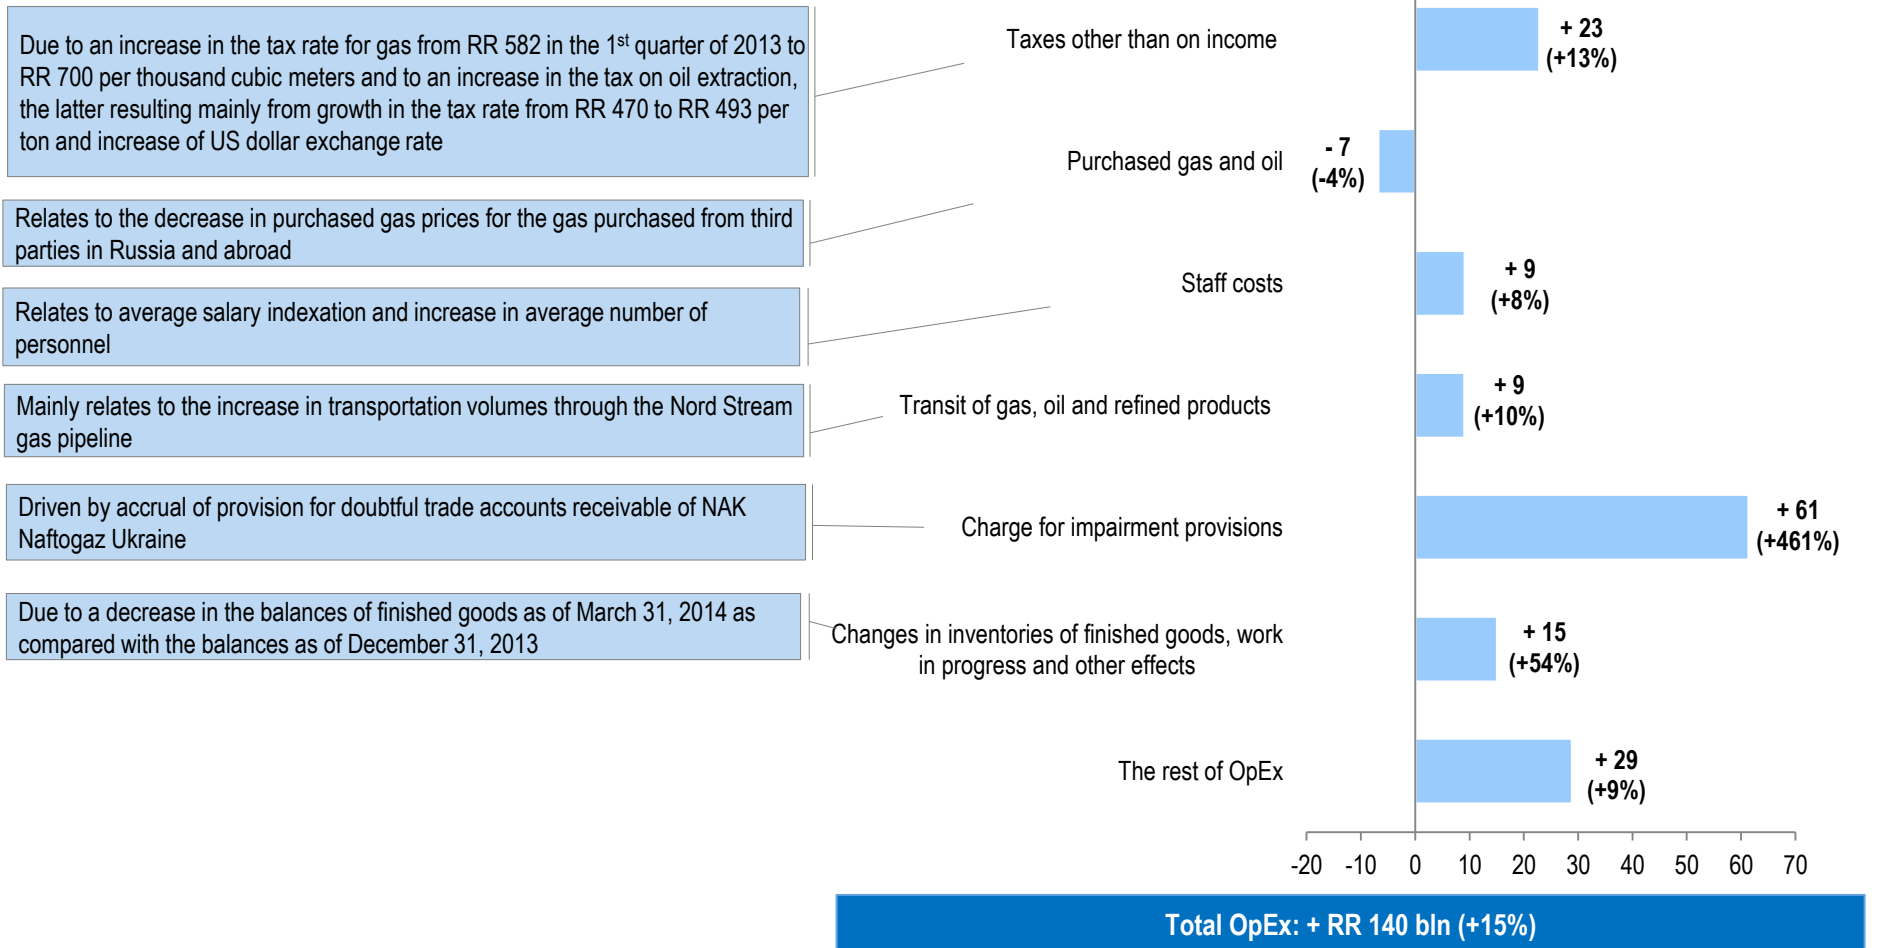 Due to an increase in the tax rate for gas from RR 582 in the 1st quarter of 2013 to
RR 700 per thousand cubic meters and to an increase in the tax on oil extraction,
the latter resulting mainly from growth in the tax rate from RR 470 to RR 493 per
ton and increase of US dollar exchange rate
Taxes other than on income
+ 23
(+13%)
Relates to the decrease in purchased gas prices for the gas purchased from third
parties in Russia and abroad
Purchased gas and oil
- 7
(-4%)
Relates to average salary indexation and increase in average number of
personnel
Staff costs
+ 9
(+8%)
Mainly relates to the increase in transportation volumes through the Nord Stream
gas pipeline
Transit of gas, oil and refined products
+ 9
(+10%)
Driven by accrual of provision for doubtful trade accounts receivable of NAK
Naftogaz Ukraine
Charge for impairment provisions
+ 61
(+461%)
Due to a decrease in the balances of finished goods as of March 31, 2014 as
compared with the balances as of December 31, 2013
Changes in inventories of finished goods, work
in progress and other effects
+ 15
(+54%)
The rest of OpEx
+ 29
(+9%)
-20 -10 0 10 20 30 40 50 60 70
Total OpEx: + RR 140 bln (+15%)